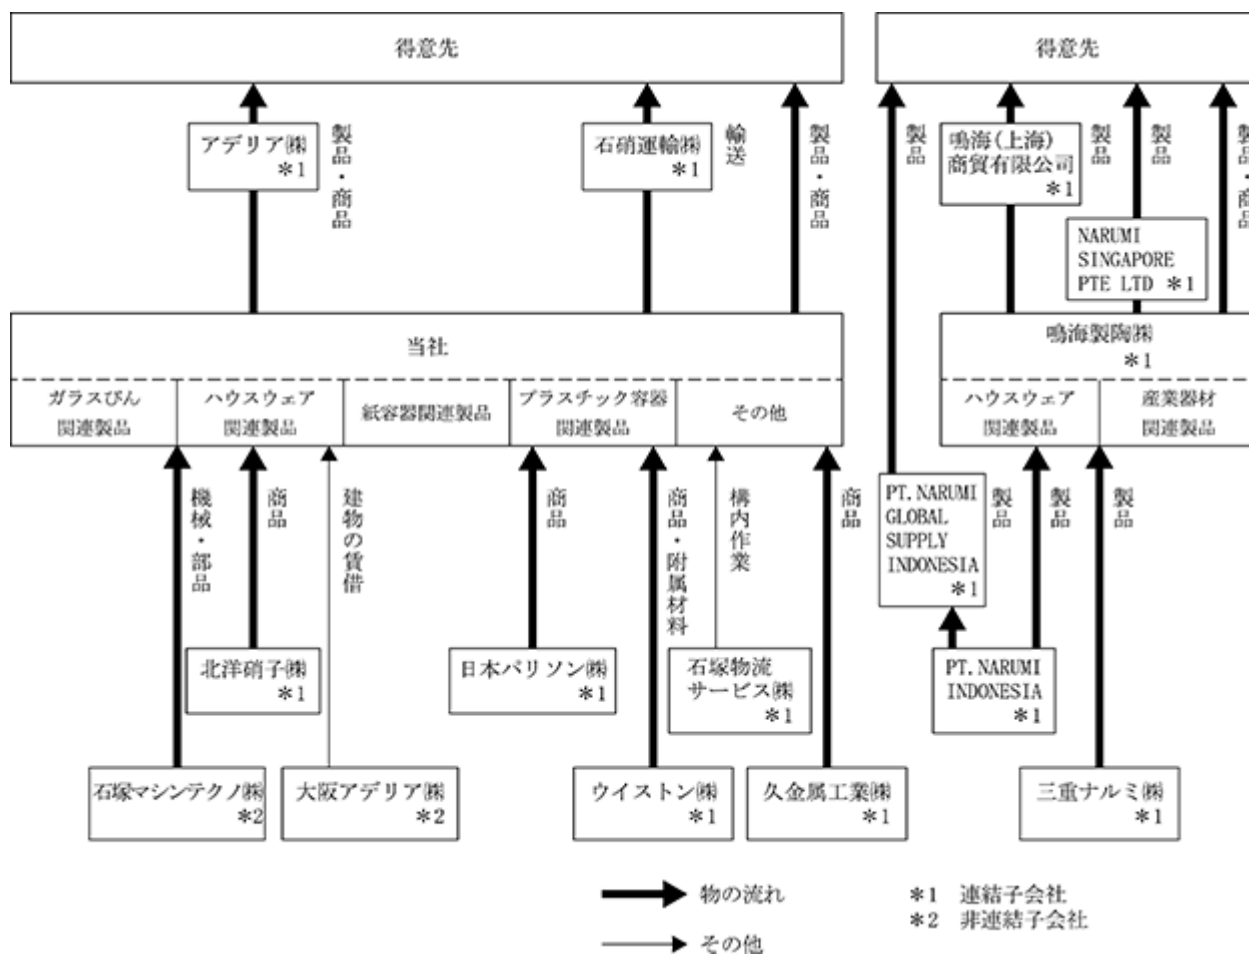 得意先
得意先
アデリア㈱
*1
製品・商品
石硝運輸㈱
*1
輸送
製品・商品
製品
鳴海(上海)
商貿有限公司
*1
製品
製品
製品・商品
NARUMI
SINGAPORE
PTE LTD *1
当社
ガラスびん
関連製品
ハウスウェア
関連製品
紙容器関連製品
プラスチック容器
関連製品
その他
鳴海製陶㈱
*1
ハウスウェア
関連製品
産業器材
関連製品
機械・部品
商品
建物の賃借
商品
商品・附属材料
構内作業
商品
PT.NARUMI
GLOBAL
SUPPLY
INDONESIA
*1
製品
製品
製品
北洋硝子㈱
*1
日本パリソン㈱
*1
石塚物流
サービス㈱
*1
PT.NARUMI
INDONESIA
*1
石塚マシンテクノ㈱
*2
大阪アデリア㈱
*2
ウイストン㈱
*1
久金属工業㈱
*1
三重ナルミ㈱
*1
物の流れ
その他
*1 連結子会社
*2 非連結子会社